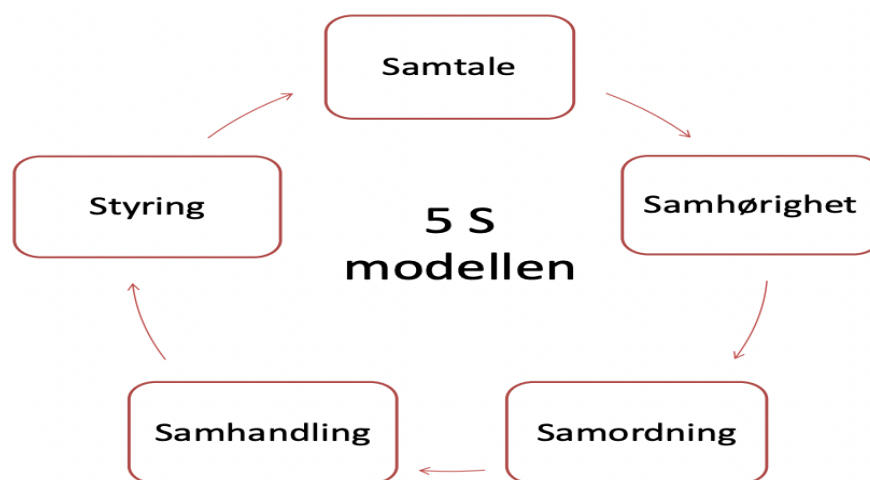 Samtale
Samhørighet
Samordning
Samhandling
Styring
5 S
modellen